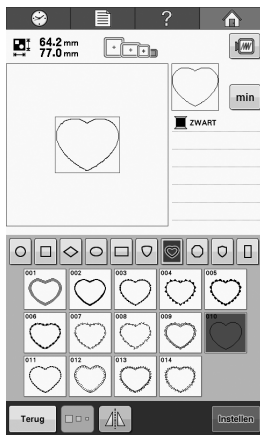 ?
64.2 mm
77.0 mm
min
ZWART
001 002 003 004 005
006 007 008 009 010
011 012 013 014
Terug Instellen